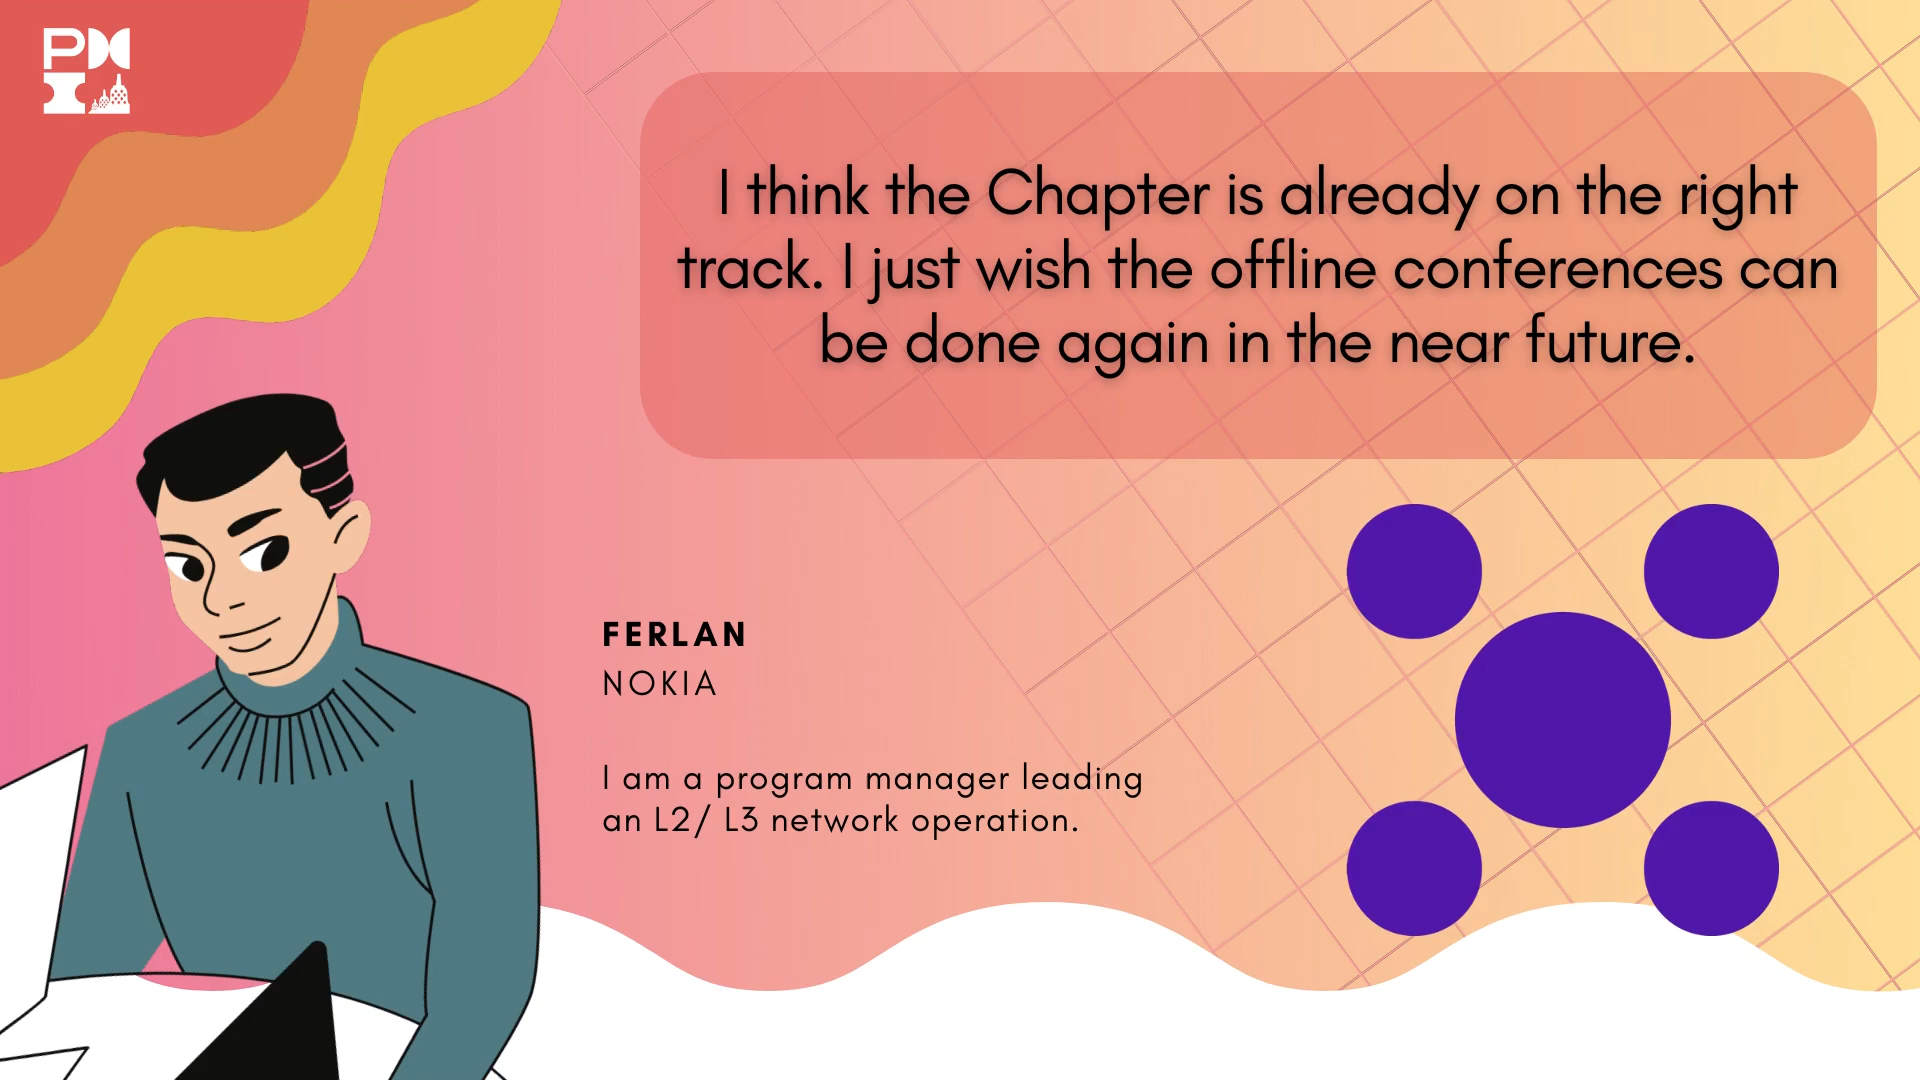 PMI
I think the Chapter is already on the right
track. I just wish the offline conferences can
be done again in the near future.
FERLAN
NOKIA
I am a program manager leading
an L2/ L3 network operation.